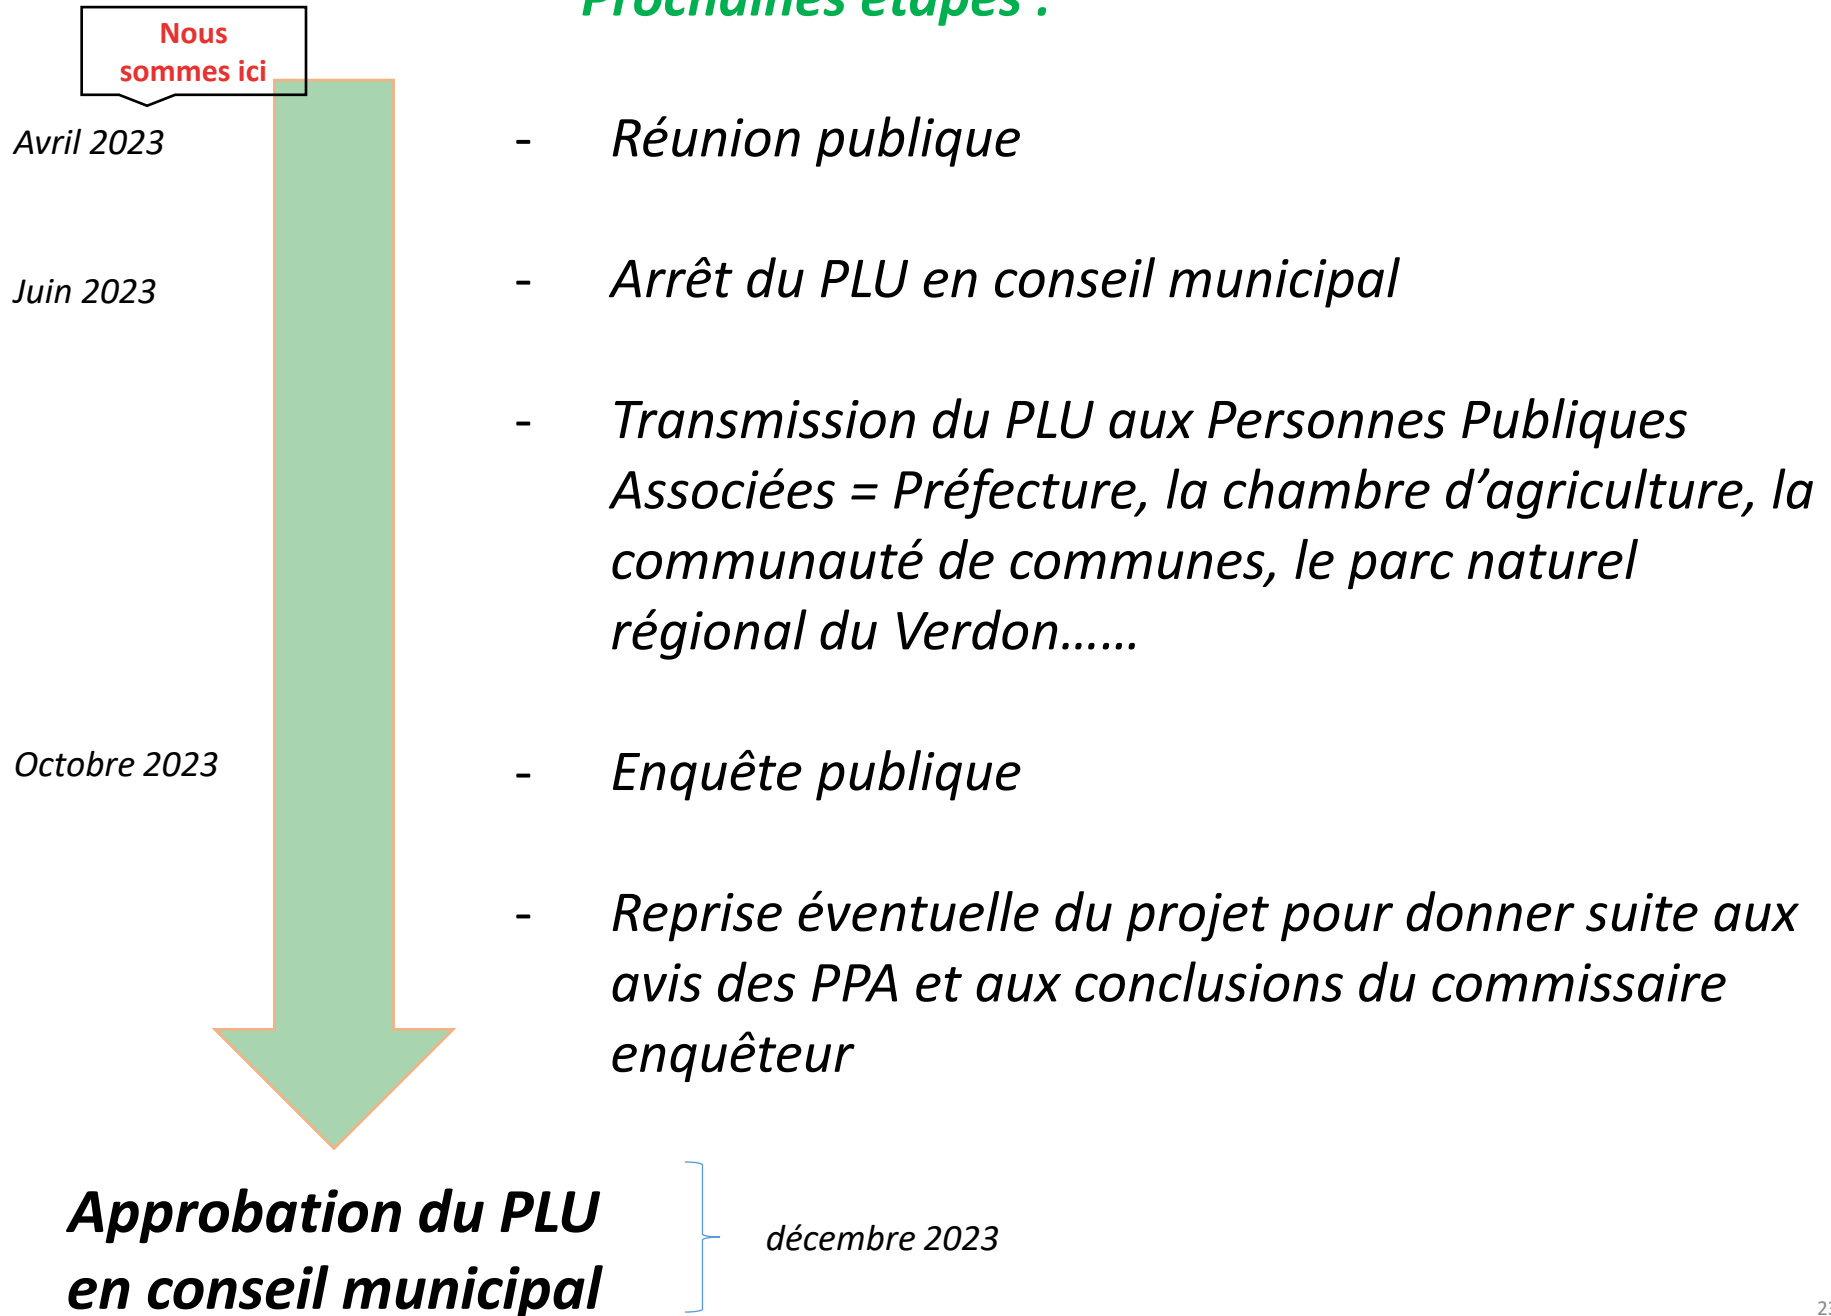 Prochaines étapes :
Nous
sommes ici
Avril 2023
- Réunion publique
Juin 2023
- Arrêt du PLU en conseil municipal
- Transmission du PLU aux Personnes Publiques
Associées = Préfecture, la chambre d’agriculture, la
communauté de communes, le parc naturel
régional du Verdon……
Octobre 2023
- Enquête publique
- Reprise éventuelle du projet pour donner suite aux
avis des PPA et aux conclusions du commissaire
enquêteur
Approbation du PLU
en conseil municipal
décembre 2023